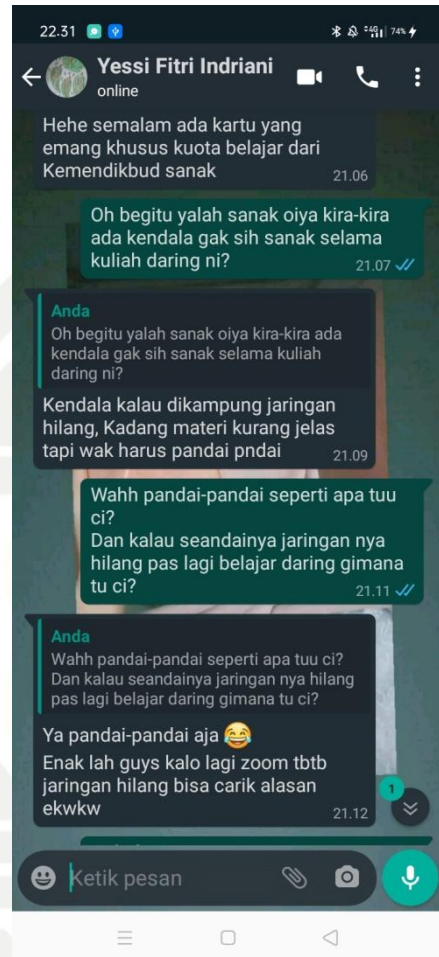 22.31
74%
Yessi Fitri Indriani
online
Hehe semalam ada kartu yang
emang khusus kuota belajar dari
Kemendikbud sanak
21.06
Oh begitu yalah sanak oiya kira-kira
ada kendala gak sih sanak selama
kuliah daring ni?
21.07
Anda
Oh begitu yalah sanak oiya kira-kira ada
kendala gak sih sanak selama kuliah
daring ni?
Kendala kalau dikampung jaringan
hilang, Kadang materi kurang jelas
tapi wak harus pandai pndai
21.09
Wahh pandai-pandai seperti apa tuu
ci?
Dan kalau seandainya jaringan nya
hilang pas lagi belajar daring gimana
tu ci?
21.11
Anda
Wahh pandai-pandai seperti apa tuu ci?
Dan kalau seandainya jaringan nya hilang
pas lagi belajar daring gimana tu ci?
Ya pandai-pandai aja 😂
Enak lah guys kalo lagi zoom tbtb
jaringan hilang bisa carik alasan
ekwkw
21.12
1
Ketik pesan